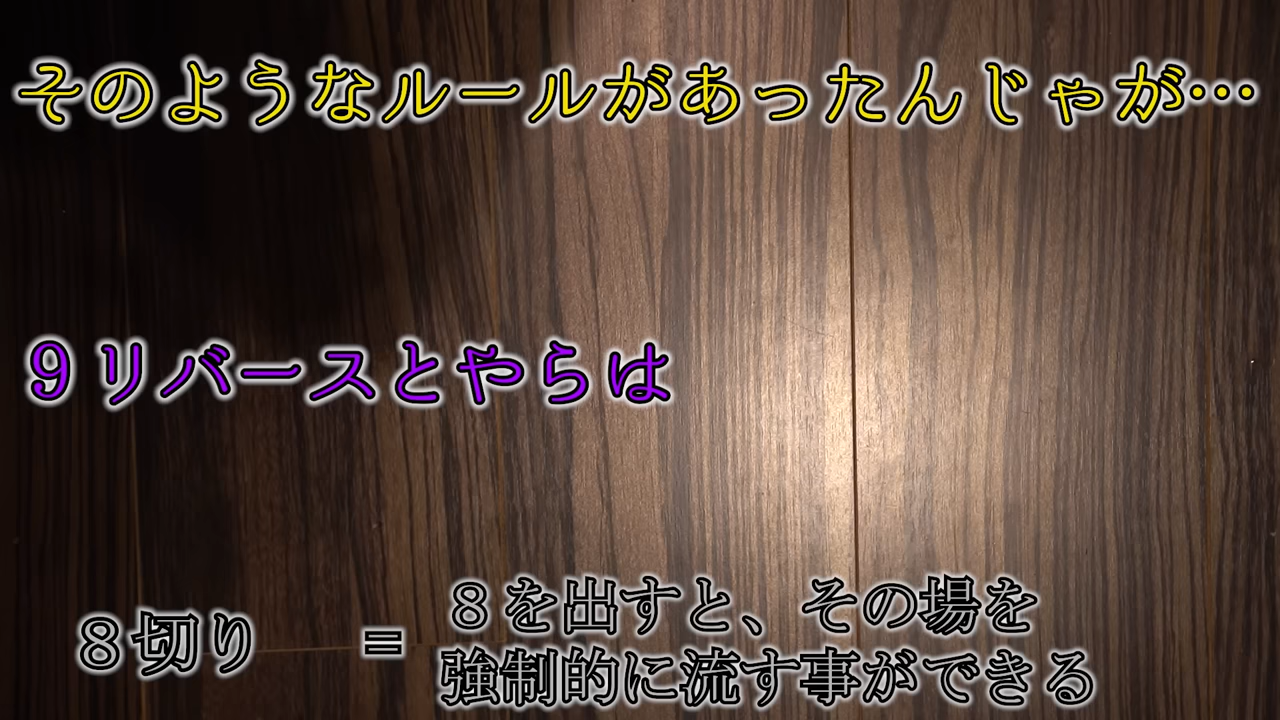 そのようなルールがあったんじゃが…
９リバースとやらは
８切り　＝　８を出すと、その場を
強制的に流す事ができる